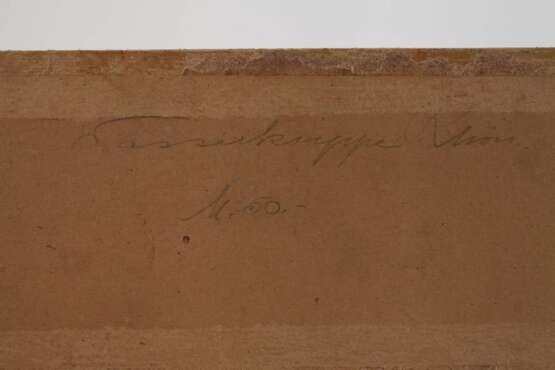 Wasserkuppe Rhön.
M. 50.-